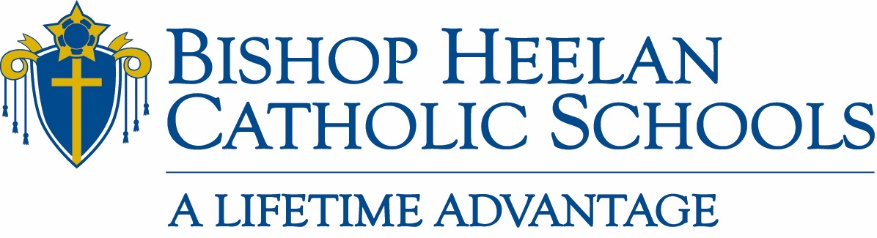 BISHOP HEELAN
CATHOLIC SCHOOLS
A LIFETIME ADVANTAGE